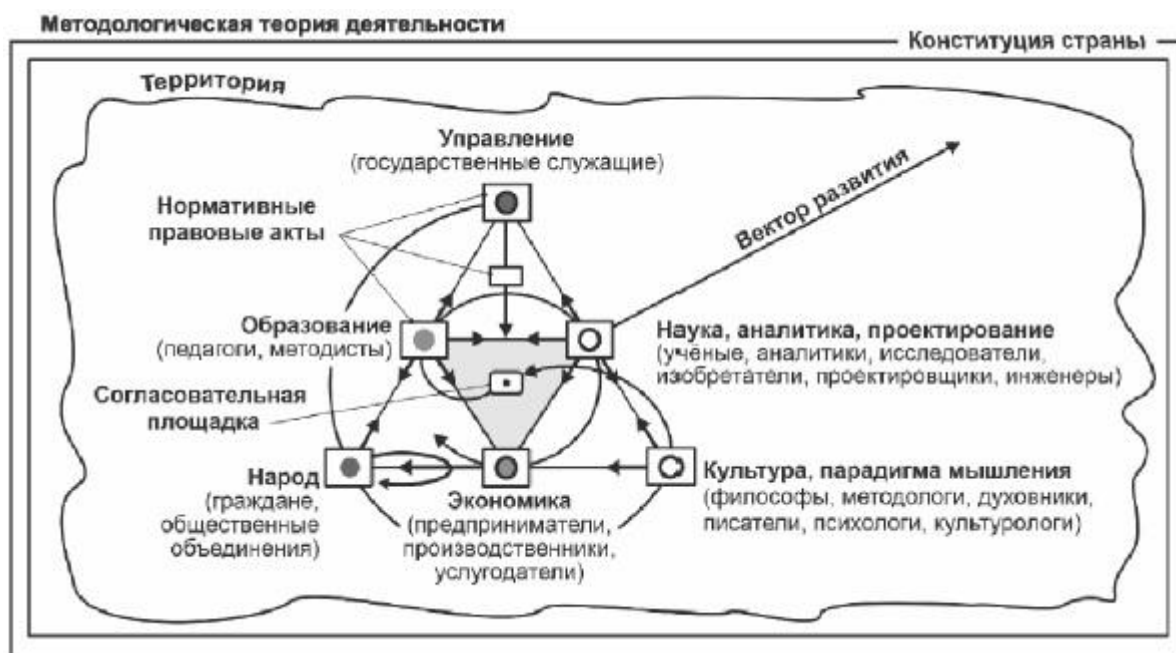 Методологическая теория деятельности
Конституция страны
Территория
Управление
(государственные служащие)
Вектор развития
Нормативные
правовые акты
Образование
(педагоги, методисты)
Наука, аналитика, проектирование
(учёные, аналитики, исследователи,
изобретатели, проектировщики, инженеры)
Согласовательная
площадка
Народ
(граждане,
общественные
объединения)
Экономика
(предприниматели,
производственники,
услугодатели)
Культура, парадигма мышления
(философы, методологи, духовники,
писатели, психологи, культурологи)